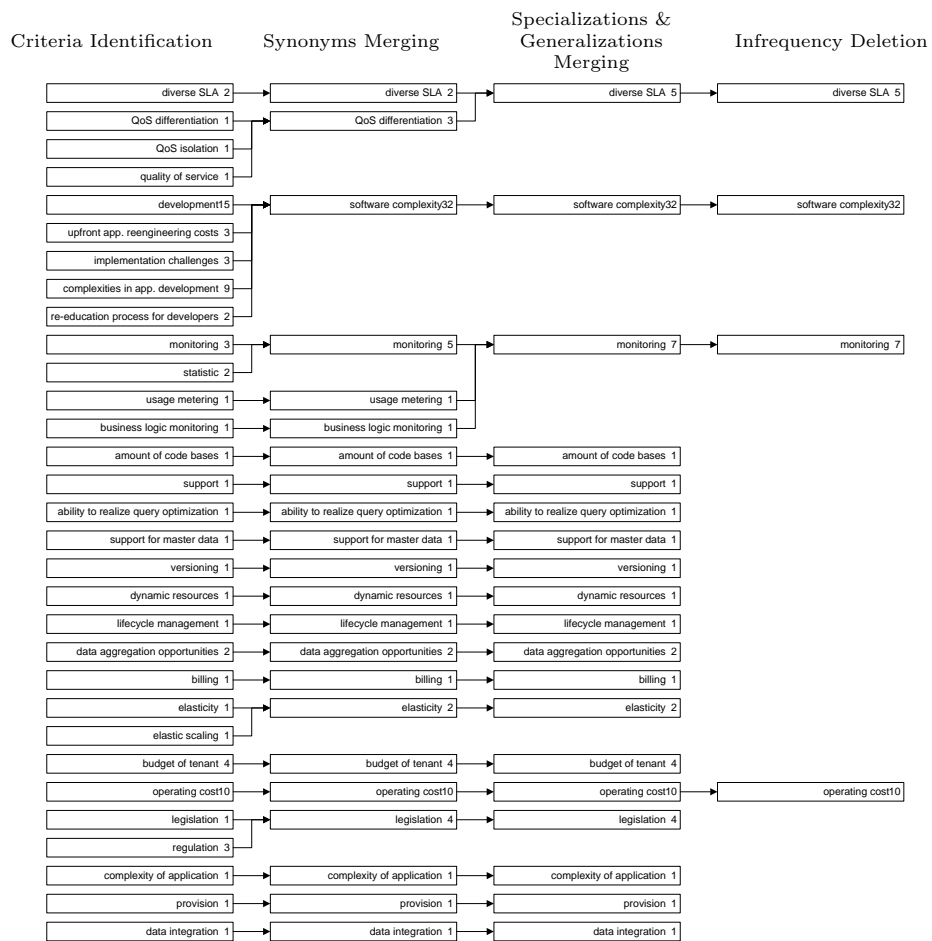 Criteria Identification
Synonyms Merging
Specializations &
Generalizations
Merging
Infrequency Deletion
diverse SLA 2
diverse SLA 2
diverse SLA 5
diverse SLA 5
QoS differentiation 1
QoS differentiation 3
QoS isolation 1
quality of service 1
development15
software complexity32
software complexity32
software complexity32
upfront app. reengineering costs 3
implementation challenges 3
complexities in app. development 9
re-education process for developers 2
monitoring 3
monitoring 5
monitoring 7
monitoring 7
statistic 2
usage metering 1
usage metering 1
business logic monitoring 1
business logic monitoring 1
amount of code bases 1
amount of code bases 1
amount of code bases 1
support 1
support 1
support 1
ability to realize query optimization 1
ability to realize query optimization 1
ability to realize query optimization 1
support for master data 1
support for master data 1
support for master data 1
versioning 1
versioning 1
versioning 1
dynamic resources 1
dynamic resources 1
dynamic resources 1
lifecycle management 1
lifecycle management 1
lifecycle management 1
data aggregation opportunities 2
data aggregation opportunities 2
data aggregation opportunities 2
billing 1
billing 1
billing 1
elasticity 1
elasticity 2
elasticity 2
elastic scaling 1
budget of tenant 4
budget of tenant 4
budget of tenant 4
operating cost10
operating cost10
operating cost10
operating cost10
legislation 1
legislation 4
legislation 4
regulation 3
complexity of application 1
complexity of application 1
complexity of application 1
provision 1
provision 1
provision 1
data integration 1
data integration 1
data integration 1